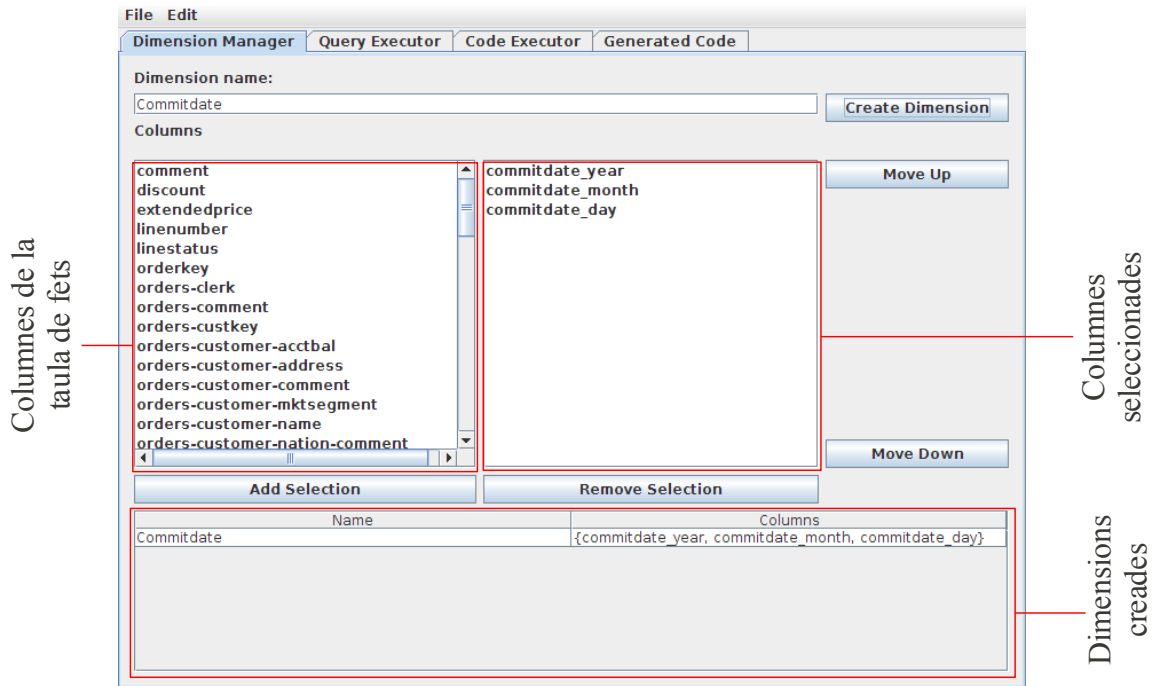 File Edit
Dimension Manager Query Executor Code Executor Generated Code
Dimension name:
Commitdate
Create Dimension
Columns
comment
discount
extendedprice
linenumber
linestatus
orderkey
orders-clerk
orders-comment
orders-custkey
orders-customer-acctbal
orders-customer-address
orders-customer-comment
orders-customer-mktsegment
orders-customer-name
orders-customer-nation-comment
commitdate_year
commitdate_month
commitdate_day
Move Up
Move Down
Add Selection
Remove Selection
Name Columns
Commitdate {commitdate_year, commitdate_month, commitdate_day}
Columnes de la
taula de fets
Columnes
seleccionades
Dimensions
creades